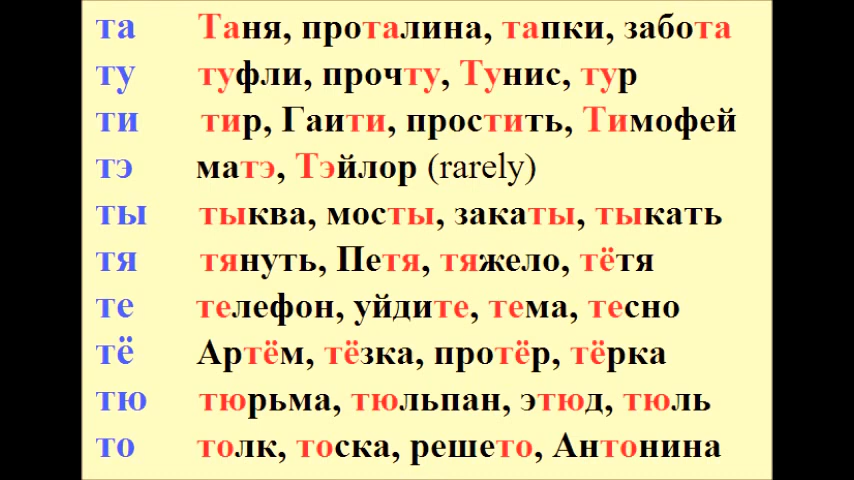 та Таня, проталина, тапки, забота
ту туфли, прочту, Тунис, тур
ти тир, Гаити, простить, Тимофей
тэ матэ, Тэйлор (rarely)
ты тыква, мосты, закаты, тыкать
тя тянуть, Петя, тяжело, тётя
те телефон, уйдите, тема, тесно
тё Артём, тёзка, протёр, тёрка
тю тюрьма, тюльпан, этюд, тюль
то толк, тоска, решето, Антонина